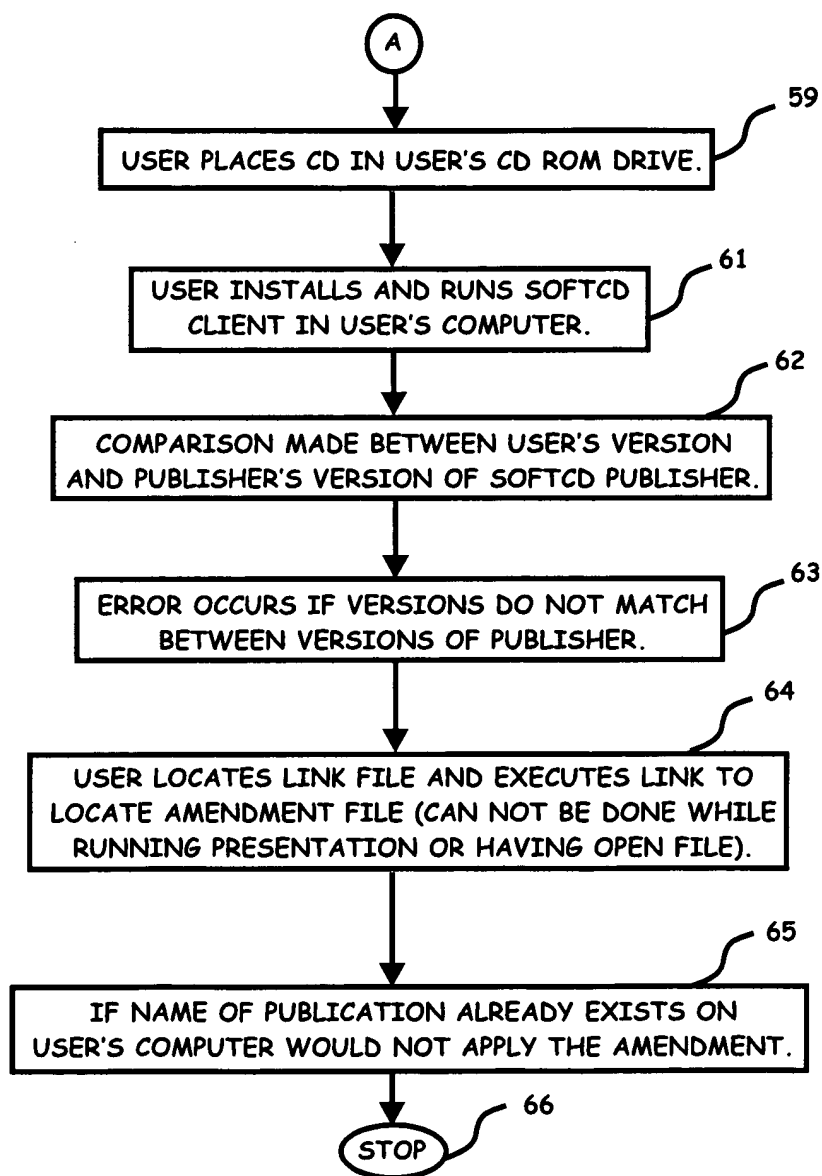 A
59
USER PLACES CD IN USER'S CD ROM DRIVE.
61
USER INSTALLS AND RUNS SOFTCD
CLIENT IN USER'S COMPUTER.
62
COMPARISON MADE BETWEEN USER'S VERSION
AND PUBLISHER'S VERSION OF SOFTCD PUBLISHER.
63
ERROR OCCURS IF VERSIONS DO NOT MATCH
BETWEEN VERSIONS OF PUBLISHER.
64
USER LOCATES LINK FILE AND EXECUTES LINK TO
LOCATE AMENDMENT FILE (CAN NOT BE DONE WHILE
RUNNING PRESENTATION OR HAVING OPEN FILE).
65
IF NAME OF PUBLICATION ALREADY EXISTS ON
USER'S COMPUTER WOULD NOT APPLY THE AMENDMENT.
66
STOP